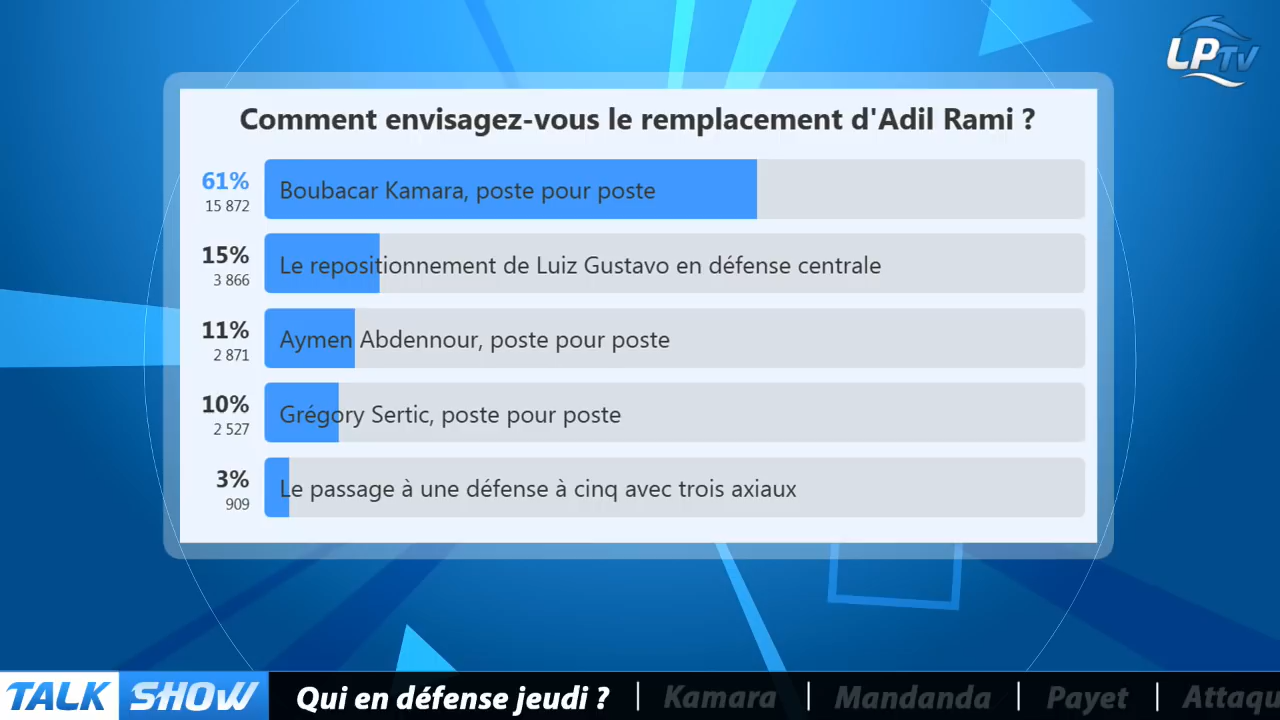 LPTV
Comment envisagez-vous le remplacement d'Adil Rami ?
61%
15 872
Boubacar Kamara, poste pour poste
15%
3 866
Le repositionnement de Luiz Gustavo en défense centrale
11%
2 871
Aymen Abdennour, poste pour poste
10%
2 527
Grégory Sertic, poste pour poste
3%
909
Le passage à une défense à cinq avec trois axiaux
TALK SHOW Qui en défense jeudi ? | Kamara | Mandanda | Payet | Attaqu